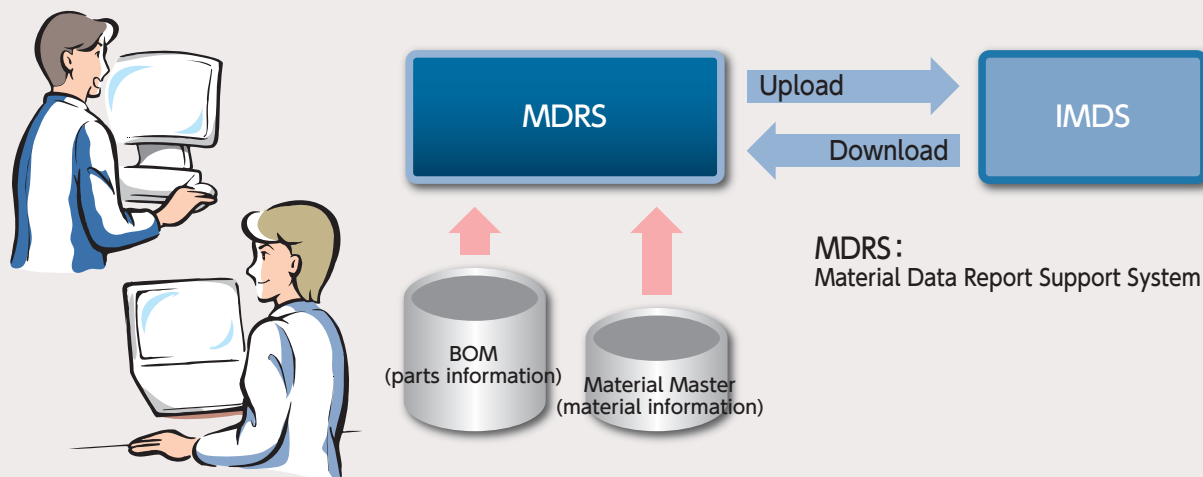 MDRS
Upload
Download
IMDS
MDRS:
Material Data Report Support System
BOM
(parts information)
Material Master
(material information)